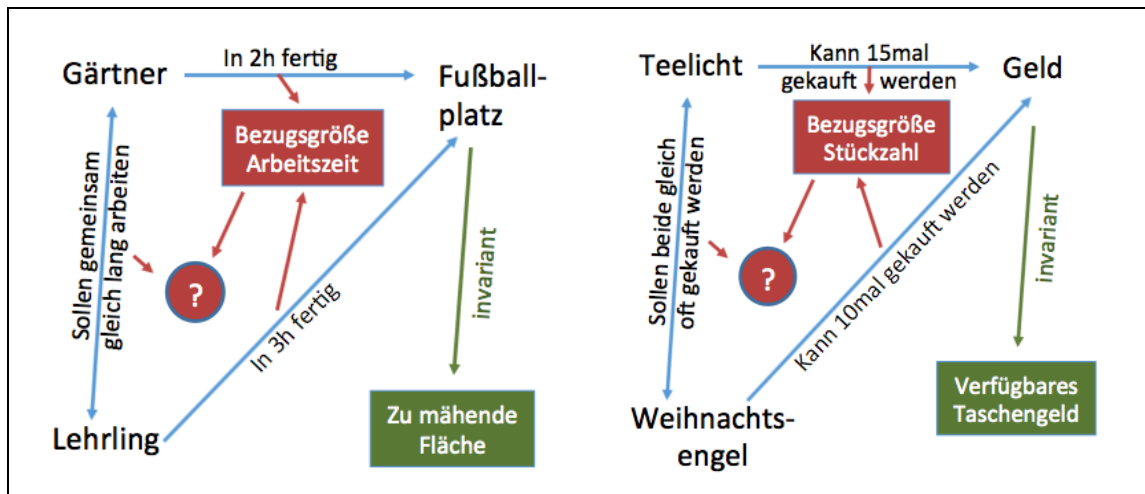 Gärtner
In 2h fertig
Fußball-
platz
Bezugsgröße
Arbeitszeit
Sollen gemeinsam
gleich lang arbeiten
?
In 3h fertig
invariant
Lehrling
Zu mähende
Fläche
Teelicht
Kann 15mal
gekauft werden
Geld
Bezugsgröße
Stückzahl
Sollen beide gleich
oft gekauft werden
?
Kann 10mal gekauft werden
invariant
Weihnachts-
engel
Verfügbares
Taschengeld